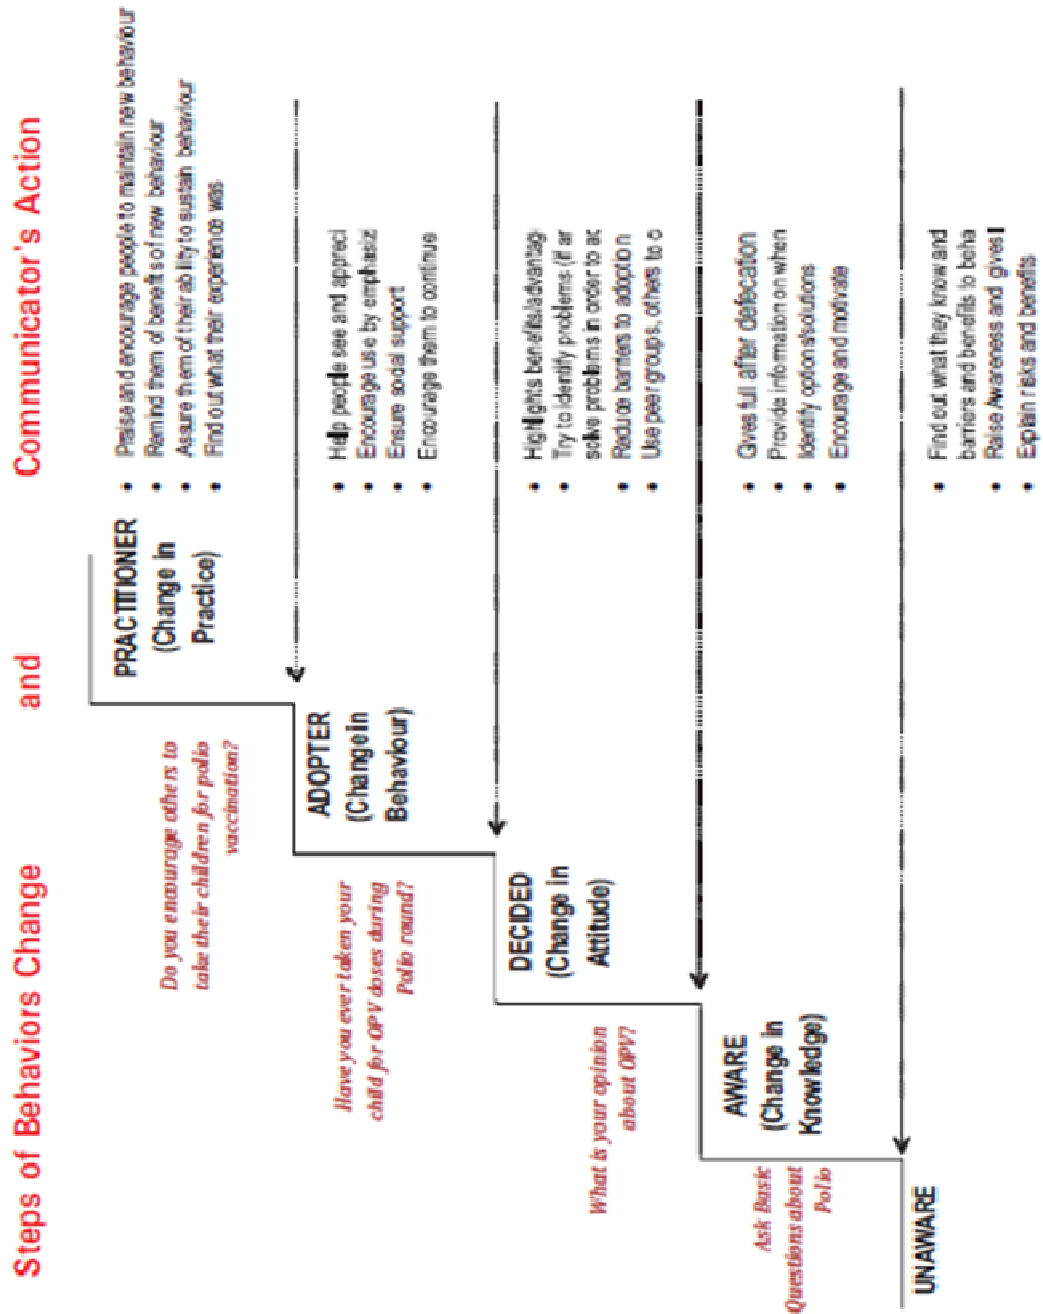 Steps of Behaviors Change and Communicator's Action
PRACTITIONER
(Change in
Practice)
• Praise and encourage people to maintain new behaviour
• Remind them of benefits of new behaviour
• Assure them of their ability to sustain behaviour
• Find out what their experience was
Do you encourage others to
take their children for polio
vaccination?
ADOPTER
(Change in
Behaviour)
• Help people see and appreci
• Encourage use by emphasiz
• Ensure social support
• Encourage them to continue
Have you ever taken your
child for OPV doses during
Polio round?
DECIDED
(Change in
Attitude)
• Highlights benefits/advantag
• Try to identify problems (if an
solve problems in order to ac
• Reduce barriers to adoption
• Use peer groups, others to o
What is your opinion
about OPV?
AWARE
(Change in
Knowledge)
• Gives full after defecation
• Provide information on when
• Identify options/solutions
• Encourage and motivate
Ask Basic
Questions about
Polio
UNAWARE
• Find out what they know and
barriers and benefits to beha
• Raise Awareness and gives
• Explain risks and benefits